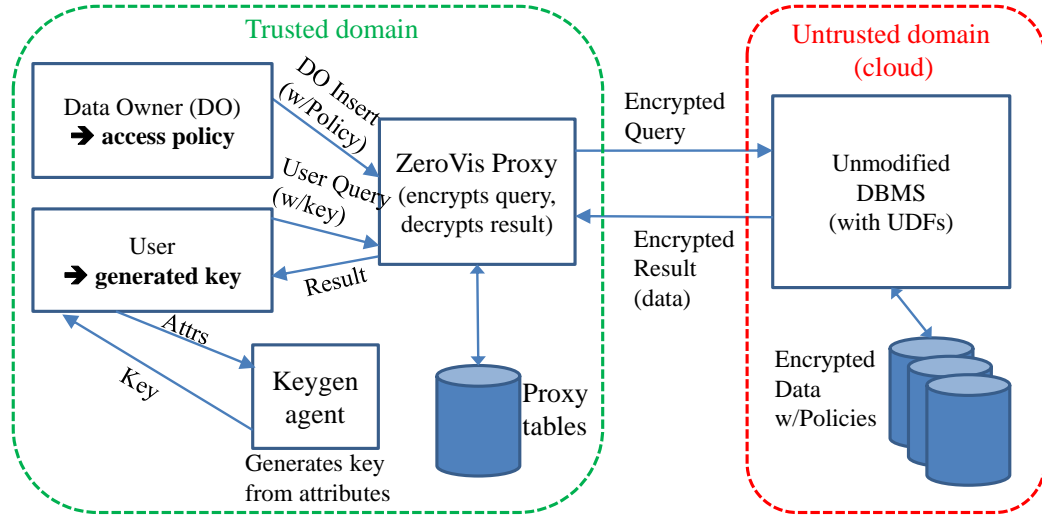 Trusted domain
Data Owner (DO)
➔ access policy
DO Insert
(w/Policy)
User Query
(w/key)
User
➔ generated key
Result
Attrs
Key
Keygen
agent
Generates key
from attributes
ZeroVis Proxy
(encrypts query,
decrypts result)
Proxy
tables
Encrypted
Query
Encrypted
Result
(data)
Untrusted domain
(cloud)
Unmodified
DBMS
(with UDFs)
Encrypted
Data
w/Policies